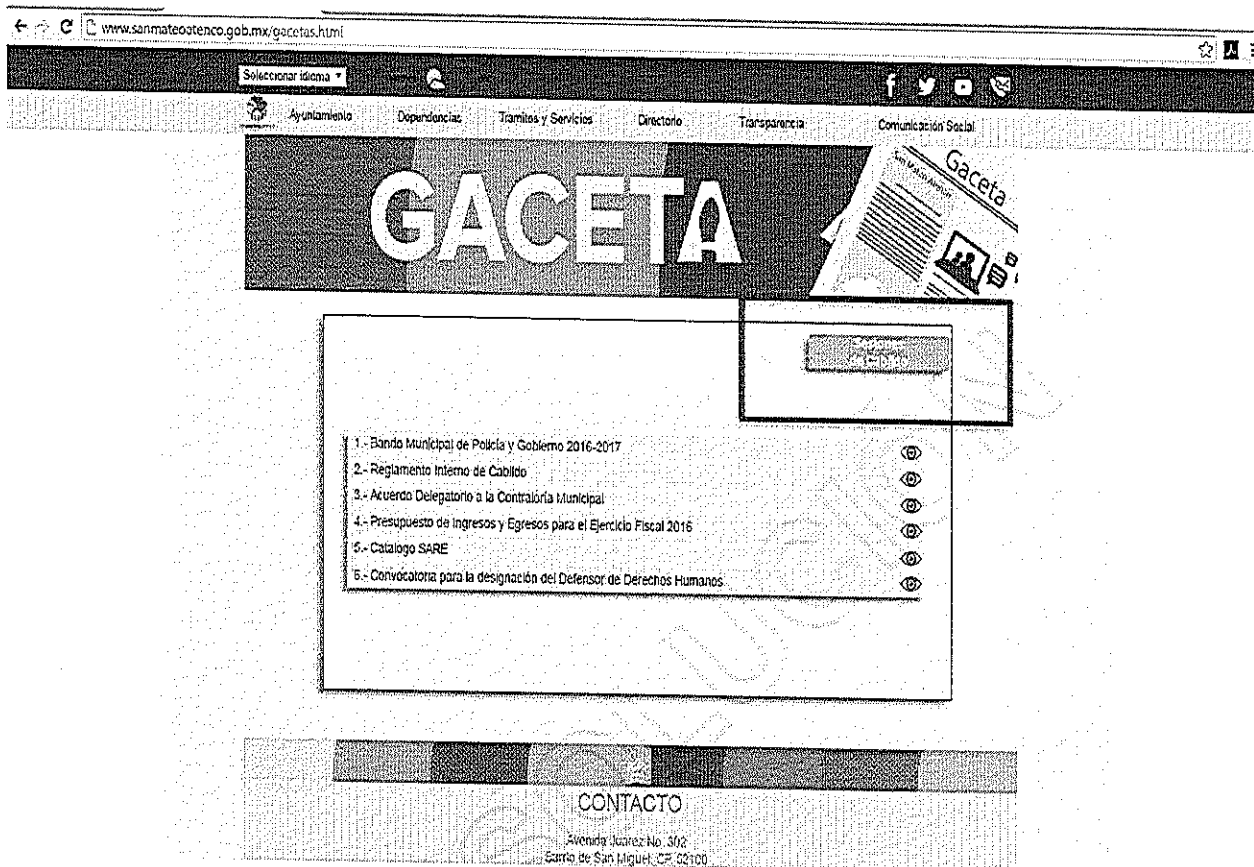 www.sanmateoatenco.gob.mx/gacetas.html
Seleccionar idioma
Ayuntamiento Dependencias Tramites y Servicios Directorio Transparencia Comunicación Social
GACETA
Gaceta
San Mateo Atenco
1.- Bando Municipal de Policía y Gobierno 2016-2017
2.- Reglamento Interno de Cabildo
3.- Acuerdo Delegatorio a la Contraloría Municipal
4.- Presupuesto de Ingresos y Egresos para el Ejercicio Fiscal 2016
5.- Catalogo SARE
6.- Convocatoria para la designación del Defensor de Derechos Humanos
CONTACTO
Avenida Juarez No. 302
Barrio de San Miguel, CP. 52100